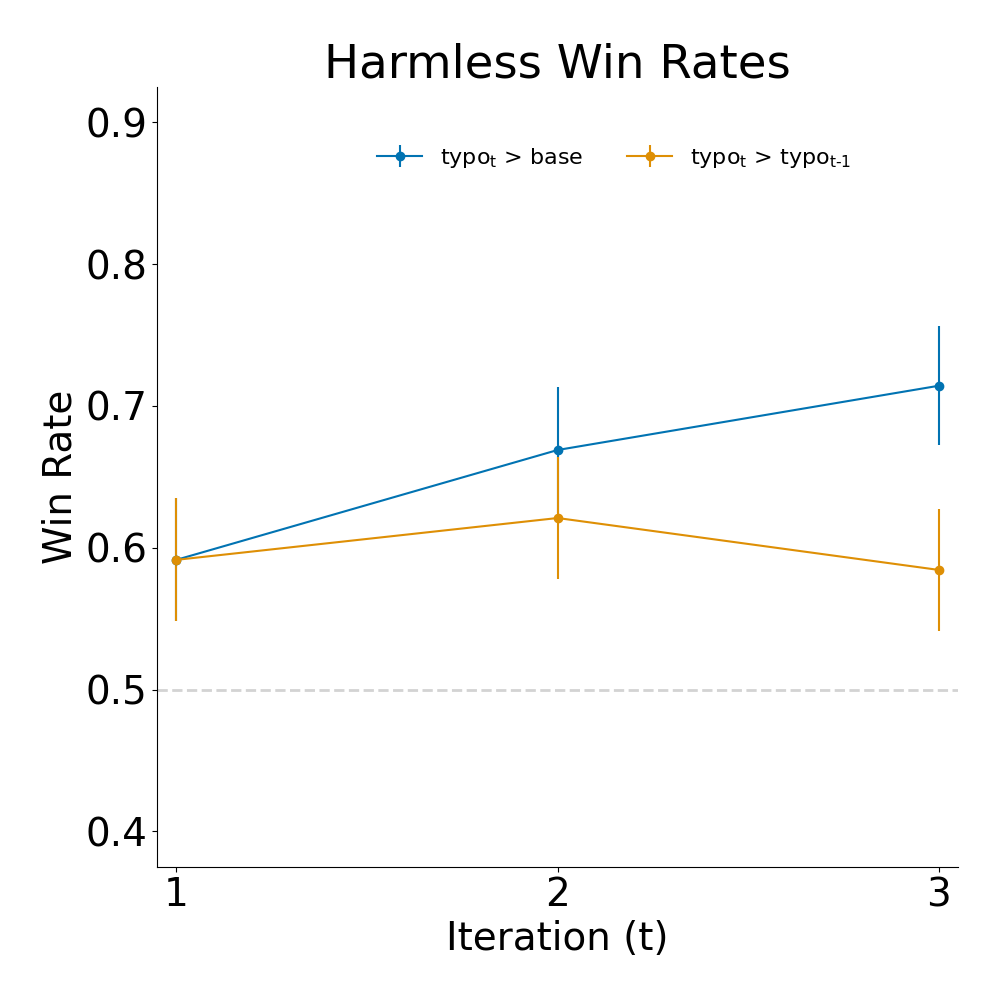 Harmless Win Rates
typoₜ > base typoₜ > typoₜ₋₁
0.9
0.8
0.7
0.6
0.5
0.4
Win Rate
1 2 3
Iteration (t)